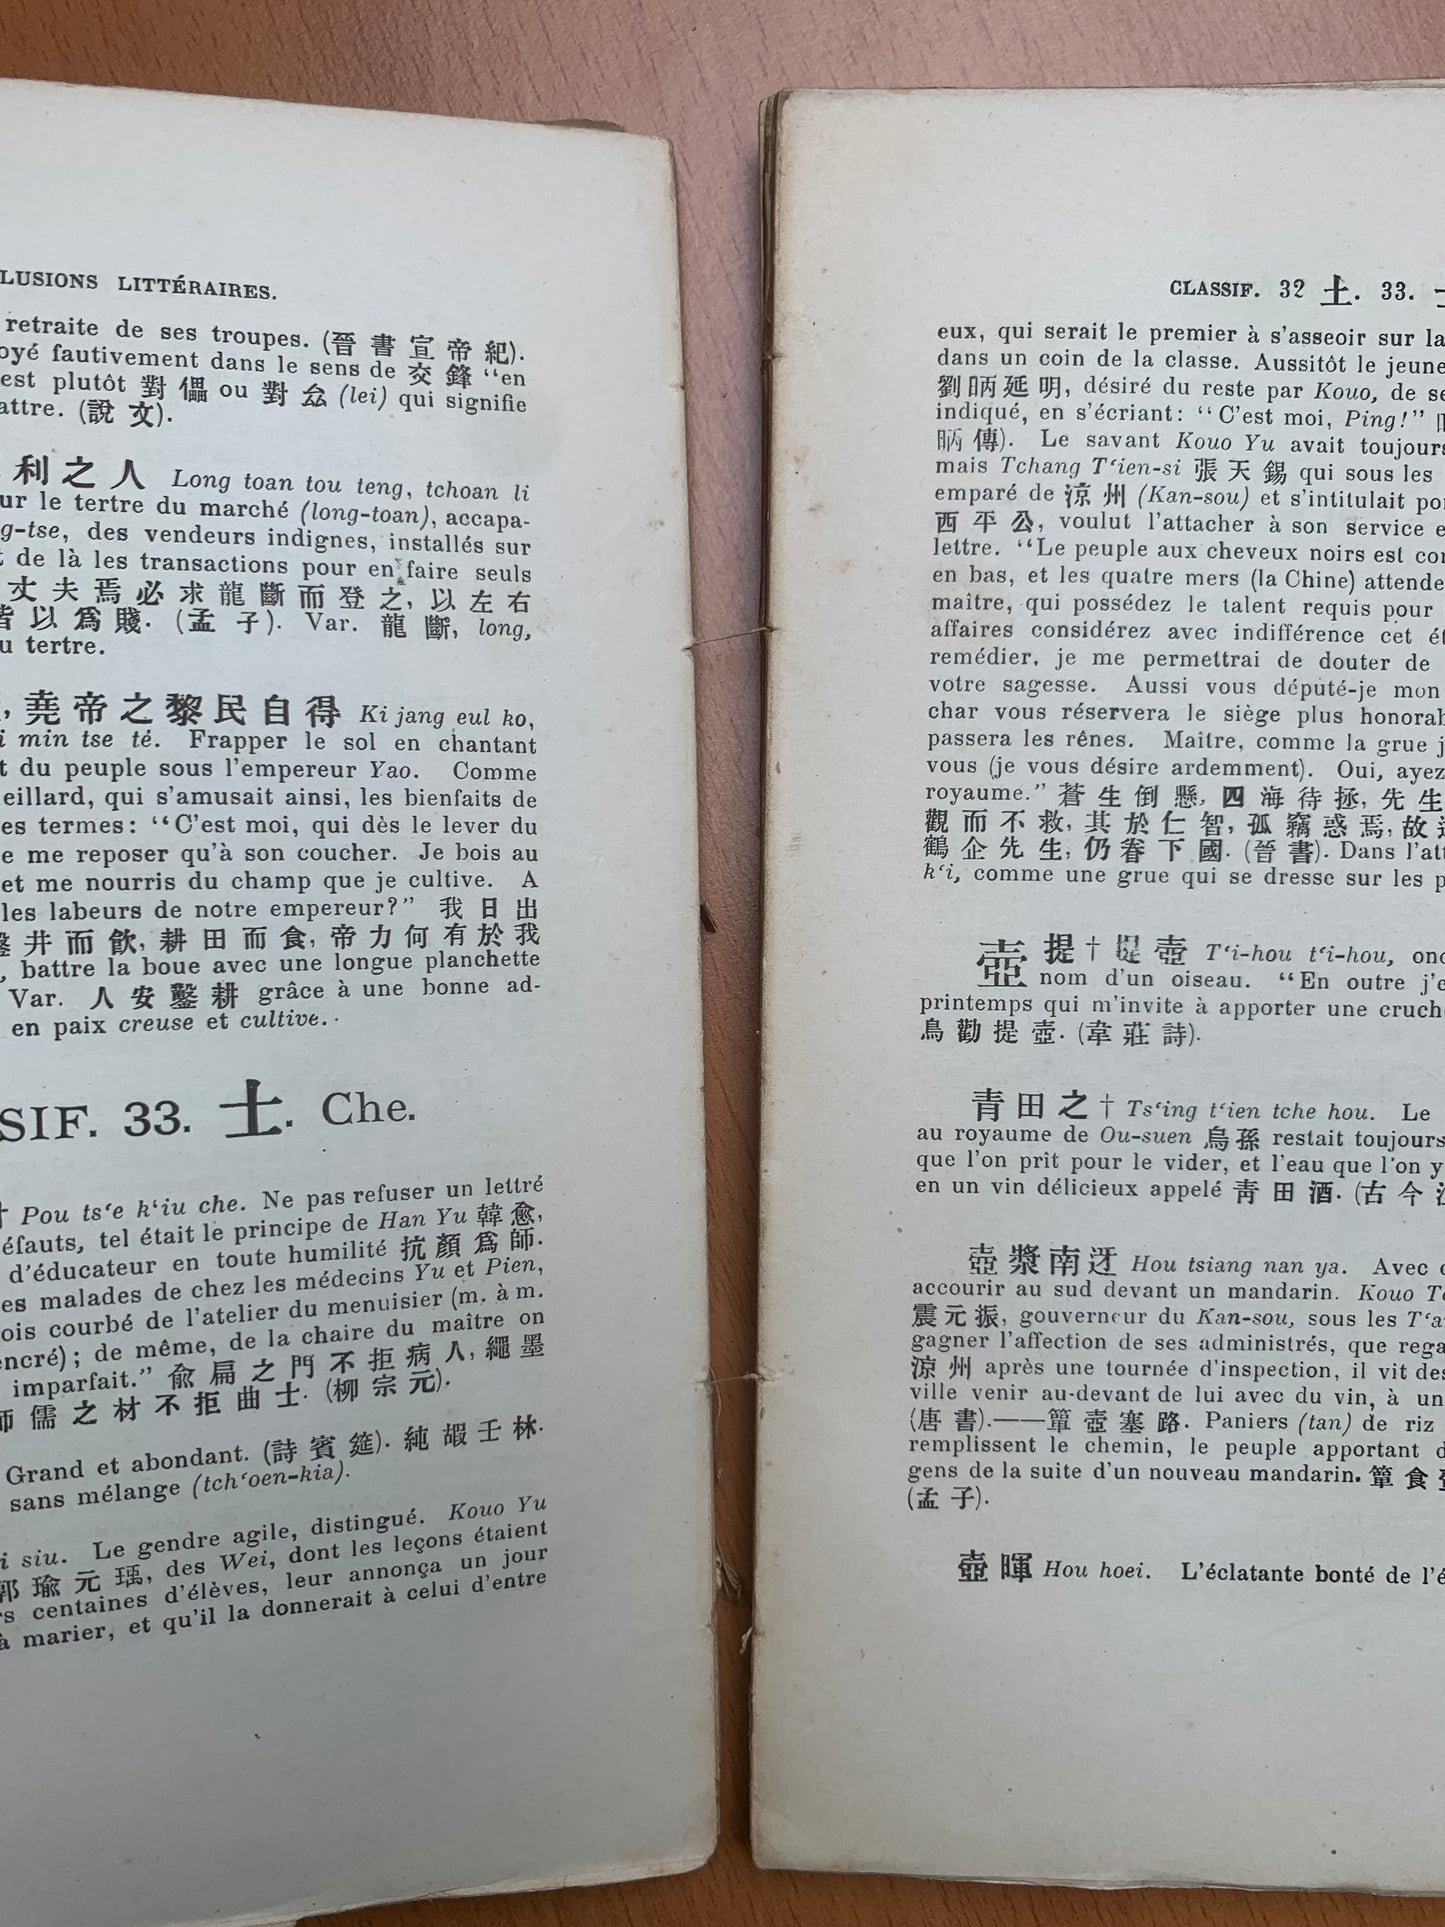 LUSIONS LITTÉRAIRES.
retraite de ses troupes. (晉書宣帝紀).
oyé fautivement dans le sens de 交鋒 “en
est plutôt 對儡 ou 對厽 (lei) qui signifie
attre. (說文).
利之人 Long toan tou teng, tchoan li
ur le tertre du marché (long-toan), accapa-
g-tse, des vendeurs indignes, installés sur
t de là les transactions pour en faire seuls
丈夫焉必求龍斷而登之, 以左右
皆以爲賤. (孟子). Var. 龍斷, long,
u tertre.
, 堯帝之黎民自得 Ki jang eul ko,
i min tse té. Frapper le sol en chantant
t du peuple sous l'empereur Yao. Comme
eillard, qui s'amusait ainsi, les bienfaits de
es termes: “C'est moi, qui dès le lever du
e me reposer qu'à son coucher. Je bois au
et me nourris du champ que je cultive. A
les labeurs de notre empereur?” 我日出
鑿井而飲, 耕田而食, 帝力何有於我
, battre la boue avec une longue planchette
Var. 人安鑿耕 grâce à une bonne ad-
en paix creuse et cultive.
SIF. 33. 士. Che.
† Pou ts‘e k‘iu che. Ne pas refuser un lettré
éfauts, tel était le principe de Han Yu 韓愈,
d'éducateur en toute humilité 抗顏爲師.
es malades de chez les médecins Yu et Pien,
ois courbé de l'atelier du menuisier (m. à m.
encré); de même, de la chaire du maître on
imparfait.” 俞扁之門不拒病人, 繩墨
師儒之材不拒曲士. (柳宗元).
Grand et abondant. (詩賓筵). 純嘏壬林.
sans mélange (tch‘oen-kia).
i siu. Le gendre agile, distingué. Kouo Yu
郭瑜元瑀, des Wei, dont les leçons étaient
rs centaines d'élèves, leur annonça un jour
à marier, et qu'il la donnerait à celui d'entre
CLASSIF. 32 土. 33.
eux, qui serait le premier à s'asseoir sur la
dans un coin de la classe. Aussitôt le jeune
劉昞延明, désiré du reste par Kouo, de se
indiqué, en s'écriant: “C'est moi, Ping!”
昞傳). Le savant Kouo Yu avait toujours
mais Tchang T‘ien-si 張天錫 qui sous les
emparé de 涼州 (Kan-sou) et s'intitulait
西平公, voulut l'attacher à son service
lettre. “Le peuple aux cheveux noirs est
en bas, et les quatre mers (la Chine)
maître, qui possédez le talent requis pour
affaires considérez avec indifférence cet
remédier, je me permettrai de douter de
votre sagesse. Aussi vous député-je mon
char vous réservera le siège plus
passera les rênes. Maître, comme la grue
vous (je vous désire ardemment). Oui, ayez
royaume.” 蒼生倒懸, 四海待拯, 先生
觀而不救, 其於仁智, 孤竊惑焉, 故
鶴企先生, 仍眷下國. (晉書). Dans
k‘i, comme une grue qui se dresse sur les
壺 提†提壺 T‘i-hou t‘i-hou,
nom d'un oiseau. “En outre
printemps qui m'invite à apporter une
鳥勸提壺. (韋莊詩).
青田之† Ts‘ing t‘ien tche hou. Le
au royaume de Ou-suen 烏孫 restait toujours
que l'on prît pour le vider, et l'eau que l'on y
en un vin délicieux appelé 靑田酒. (古今
壺漿南迓 Hou tsiang nan ya. Avec
accourir au sud devant un mandarin. Kouo
震元振, gouverneur du Kan-sou, sous les
gagner l'affection de ses administrés, que
涼州 après une tournée d'inspection, il vit
ville venir au-devant de lui avec du vin, à un
(唐書).——簞壺塞路. Paniers (tan) de riz
remplissent le chemin, le peuple apportant
gens de la suite d'un nouveau mandarin. 簞食
(孟子).
壺暉 Hou hoei. L'éclatante bonté de